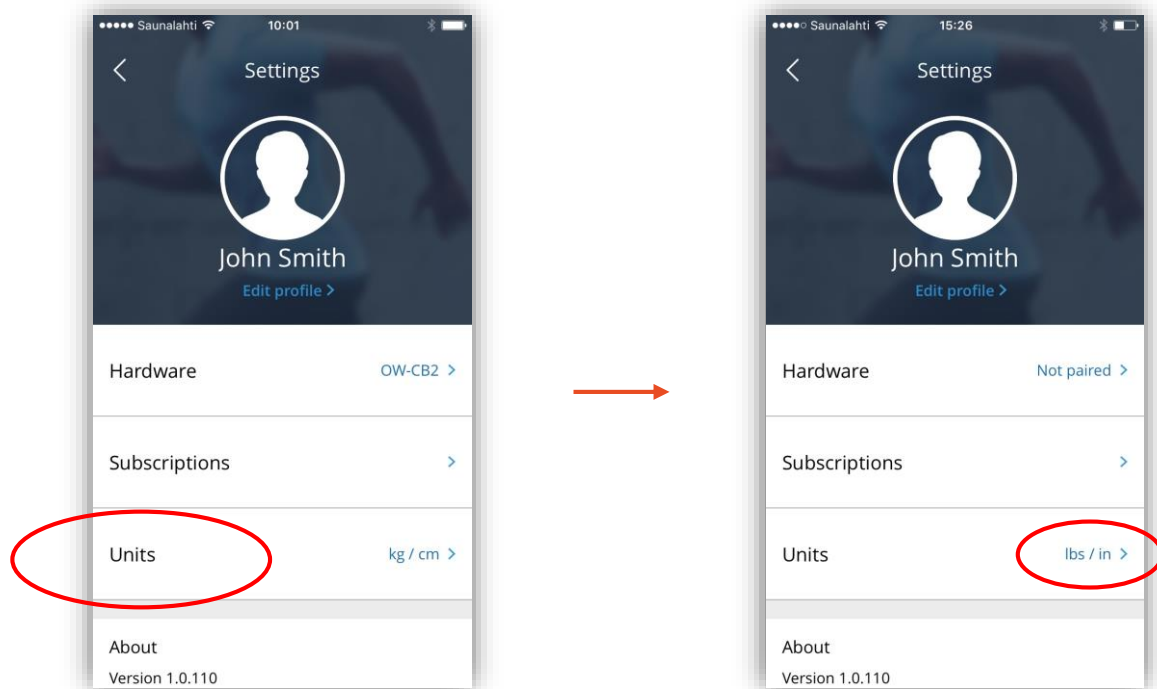 Saunalahti 10:01
Settings
John Smith
Edit profile >
Hardware OW-CB2 >
Subscriptions >
Units kg / cm >
About
Version 1.0.110
Saunalahti 15:26
Settings
John Smith
Edit profile >
Hardware Not paired >
Subscriptions >
Units lbs / in >
About
Version 1.0.110